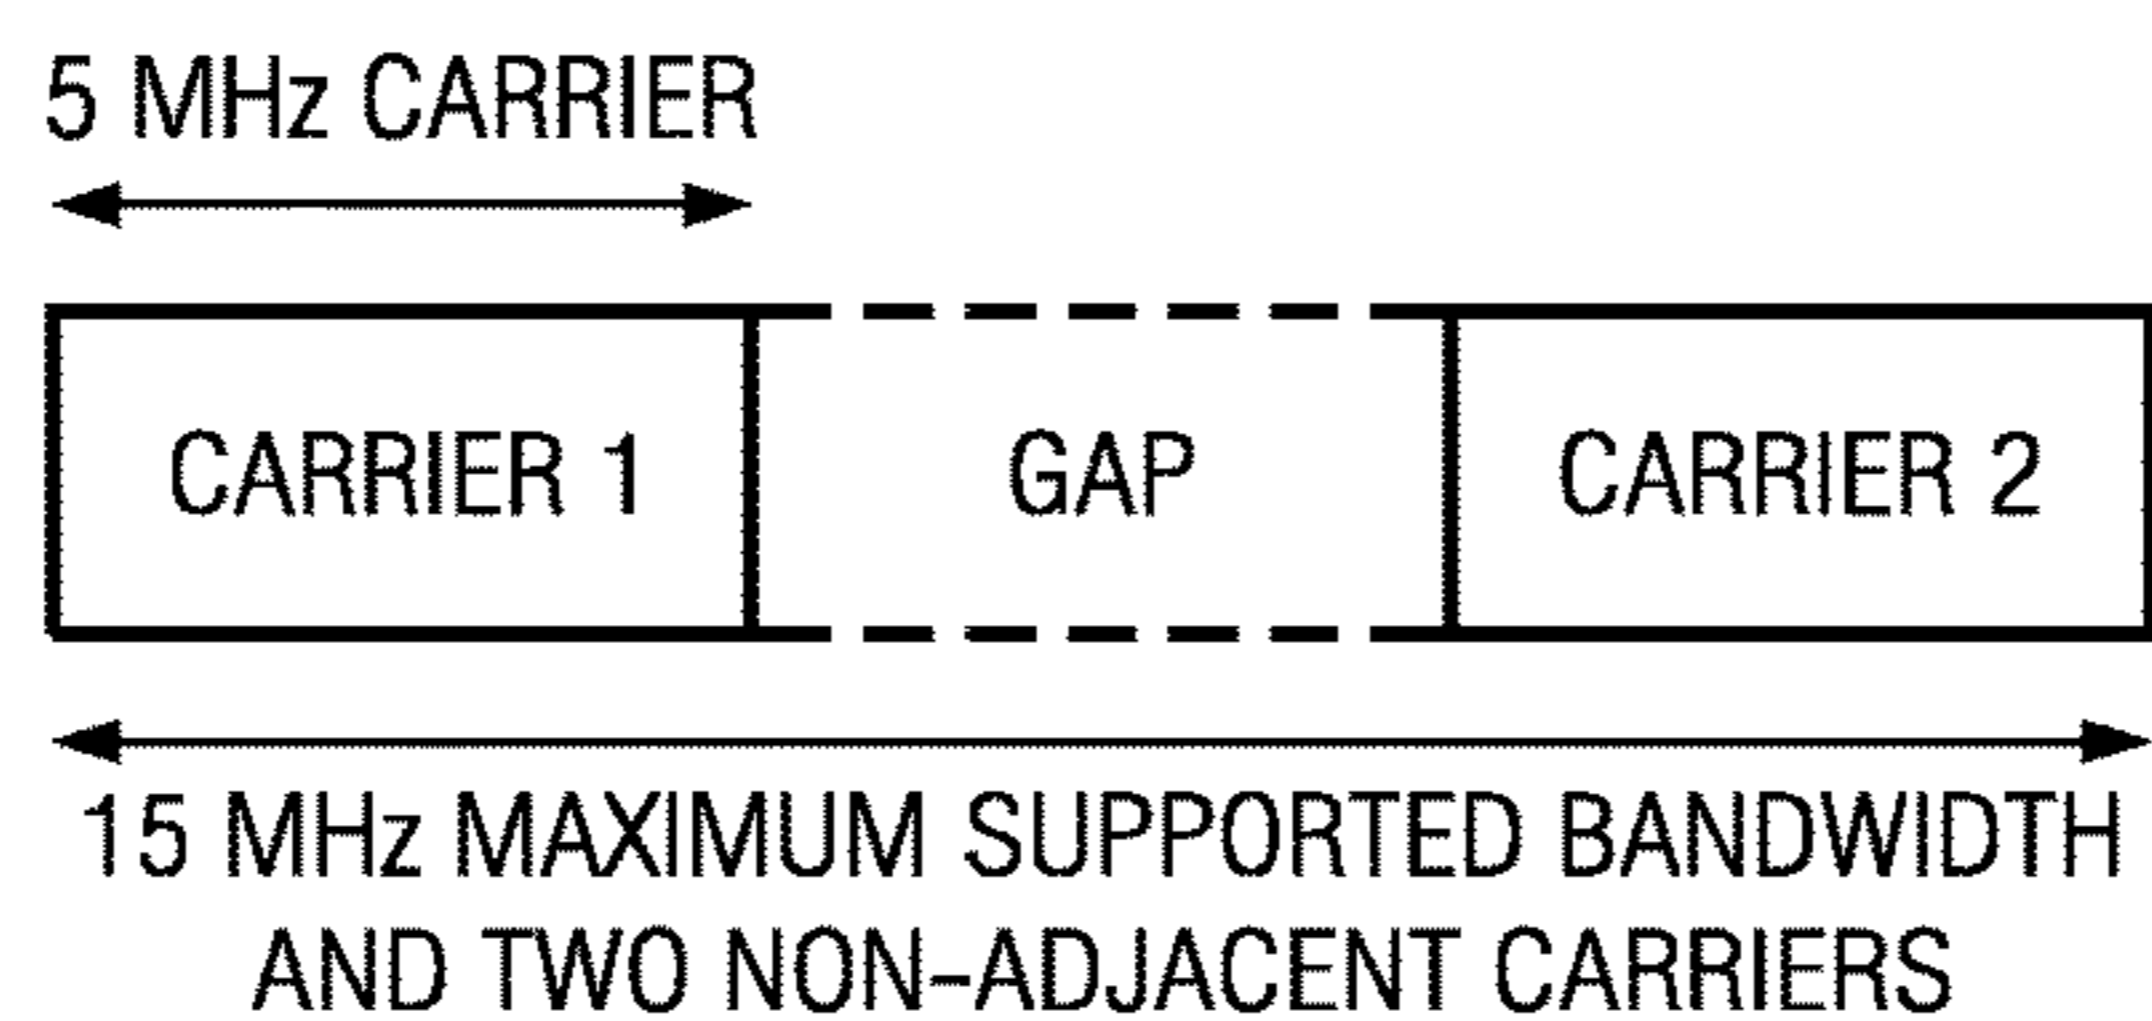 5 MHz CARRIER
CARRIER 1 GAP CARRIER 2
15 MHz MAXIMUM SUPPORTED BANDWIDTH
AND TWO NON-ADJACENT CARRIERS